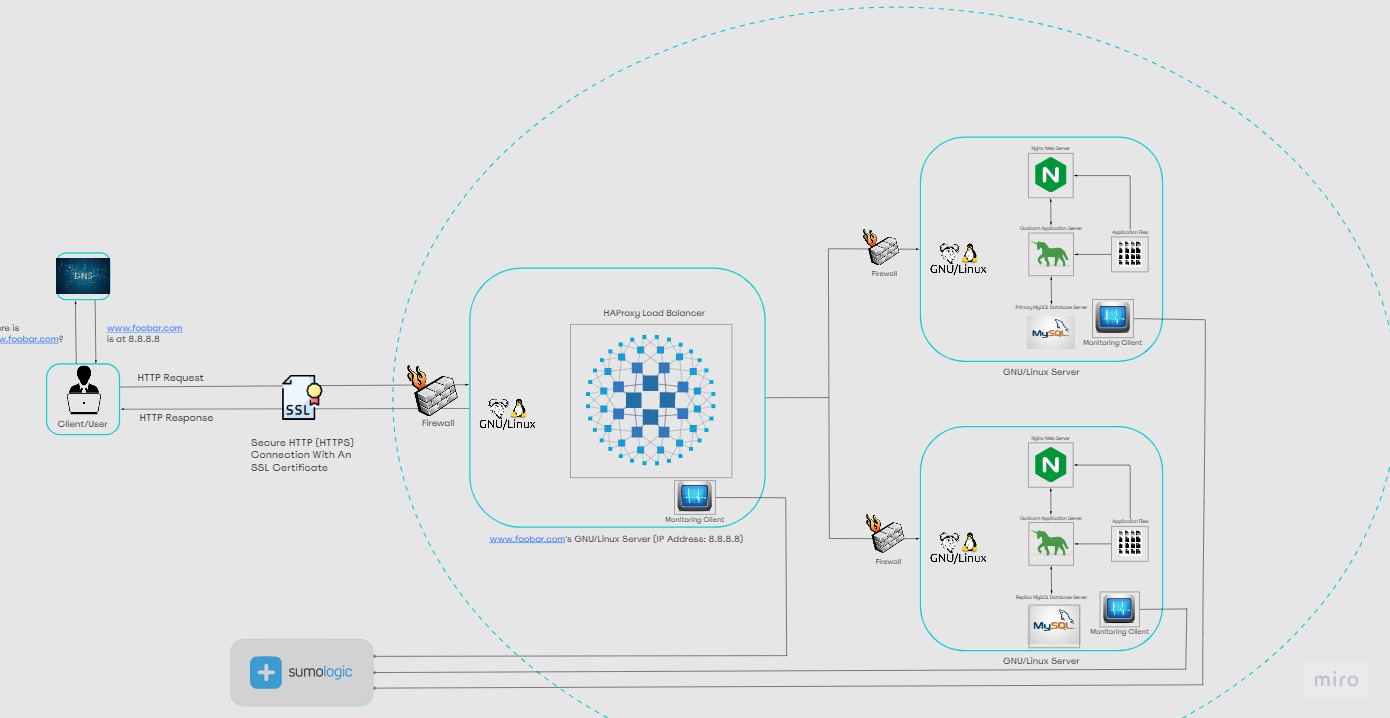 Nginx Web Server
N
Gunicorn Application Server
Application Files
GNU/Linux
Firewall
Primary MySQL Database Server
MySQL
Monitoring Client
GNU/Linux Server
DNS
www.foobar.com
is at 8.8.8.8
is
foobar.com?
Client/User
HTTP Request
HTTP Response
SSL
Secure HTTP (HTTPS)
Connection With An
SSL Certificate
Firewall
HAProxy Load Balancer
GNU/Linux
Monitoring Client
www.foobar.com's GNU/Linux Server (IP Address: 8.8.8.8)
Nginx Web Server
N
Gunicorn Application Server
Application Files
GNU/Linux
Firewall
Replica MySQL Database Server
MySQL
Monitoring Client
GNU/Linux Server
sumologic
miro